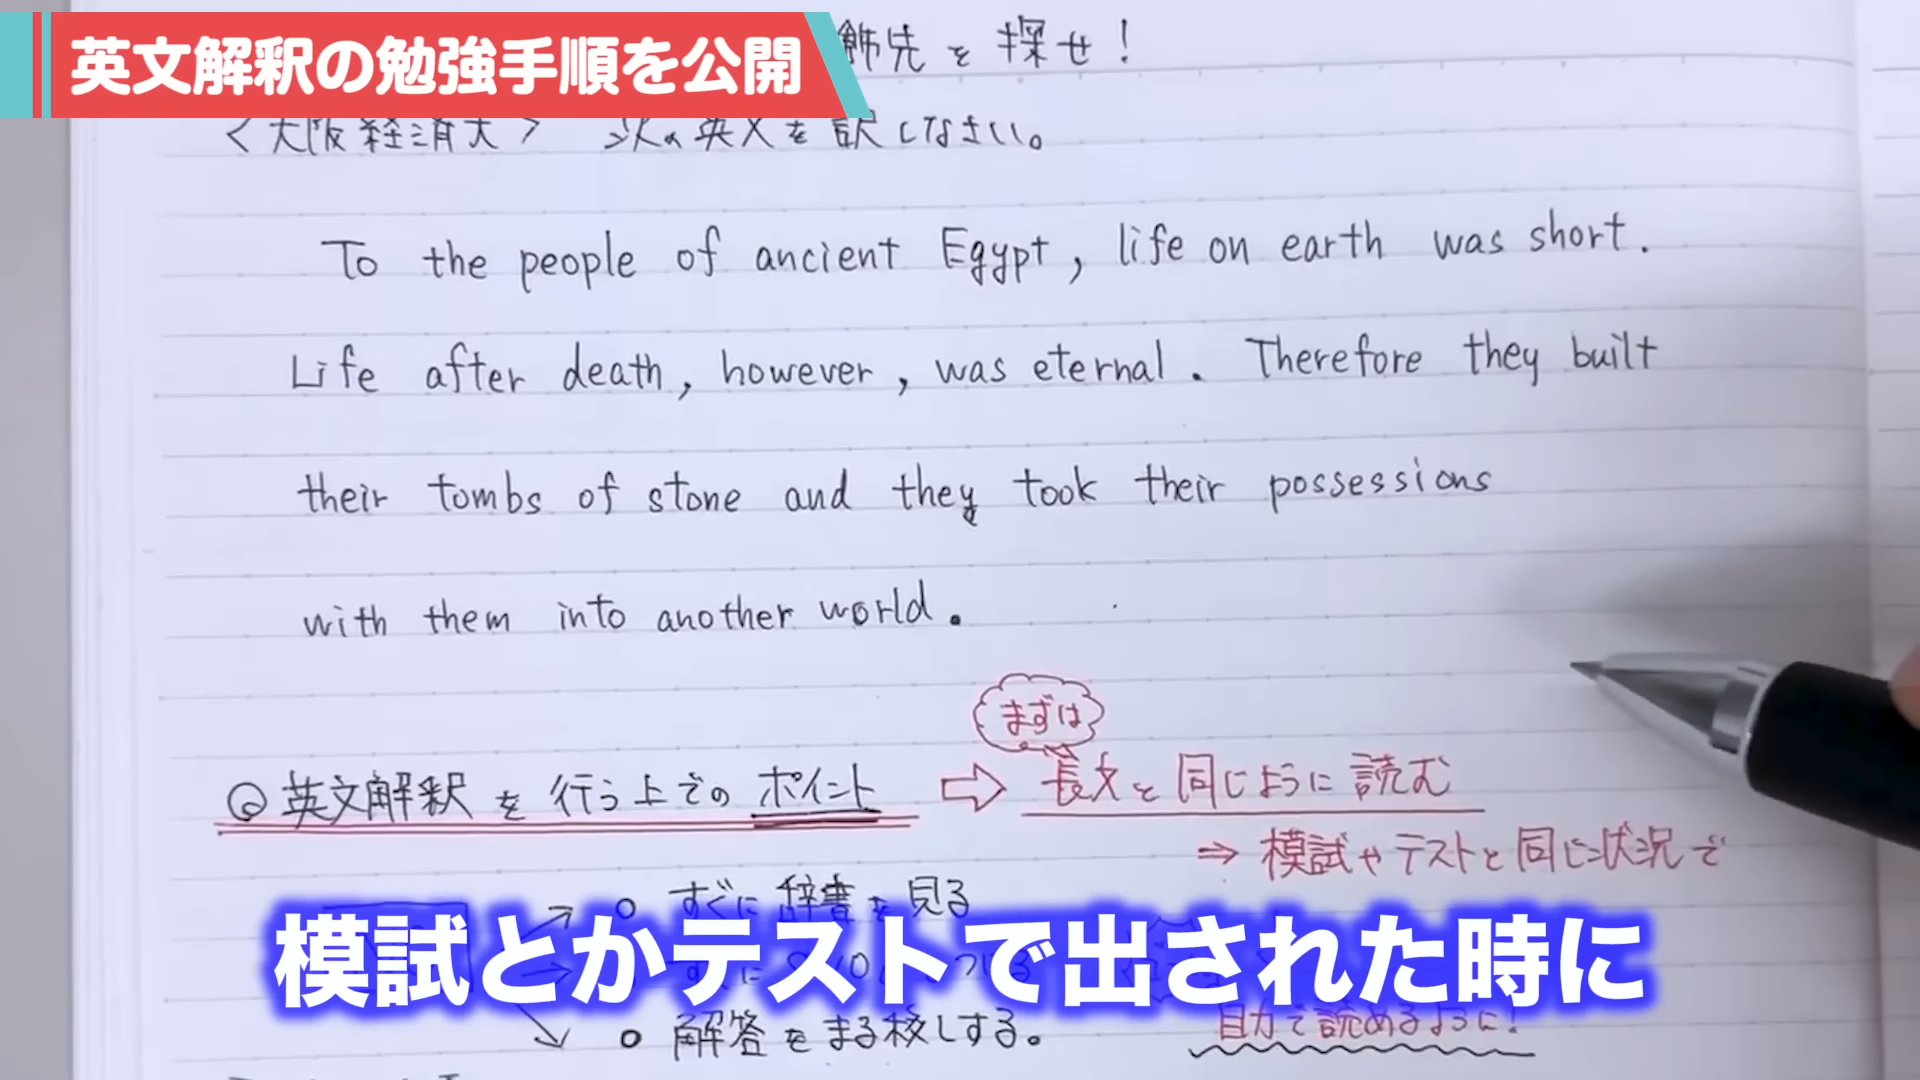 英文解釈の勉強手順を公開
飾先を探せ!
<大阪経済大> 次の英文を訳しなさい。
To the people of ancient Egypt, life on earth was short.
Life after death, however, was eternal. Therefore they built
their tombs of stone and they took their possessions
with them into another world.
まずは
◎英文解釈を行う上でのポイント ⇨ 長文と同じように読む
⇒ 模試やテストと同じ状況で
○ すぐに辞書を見る
模試とかテストで出された時に
○ 解答をまる移しする。
自力で読めるように!